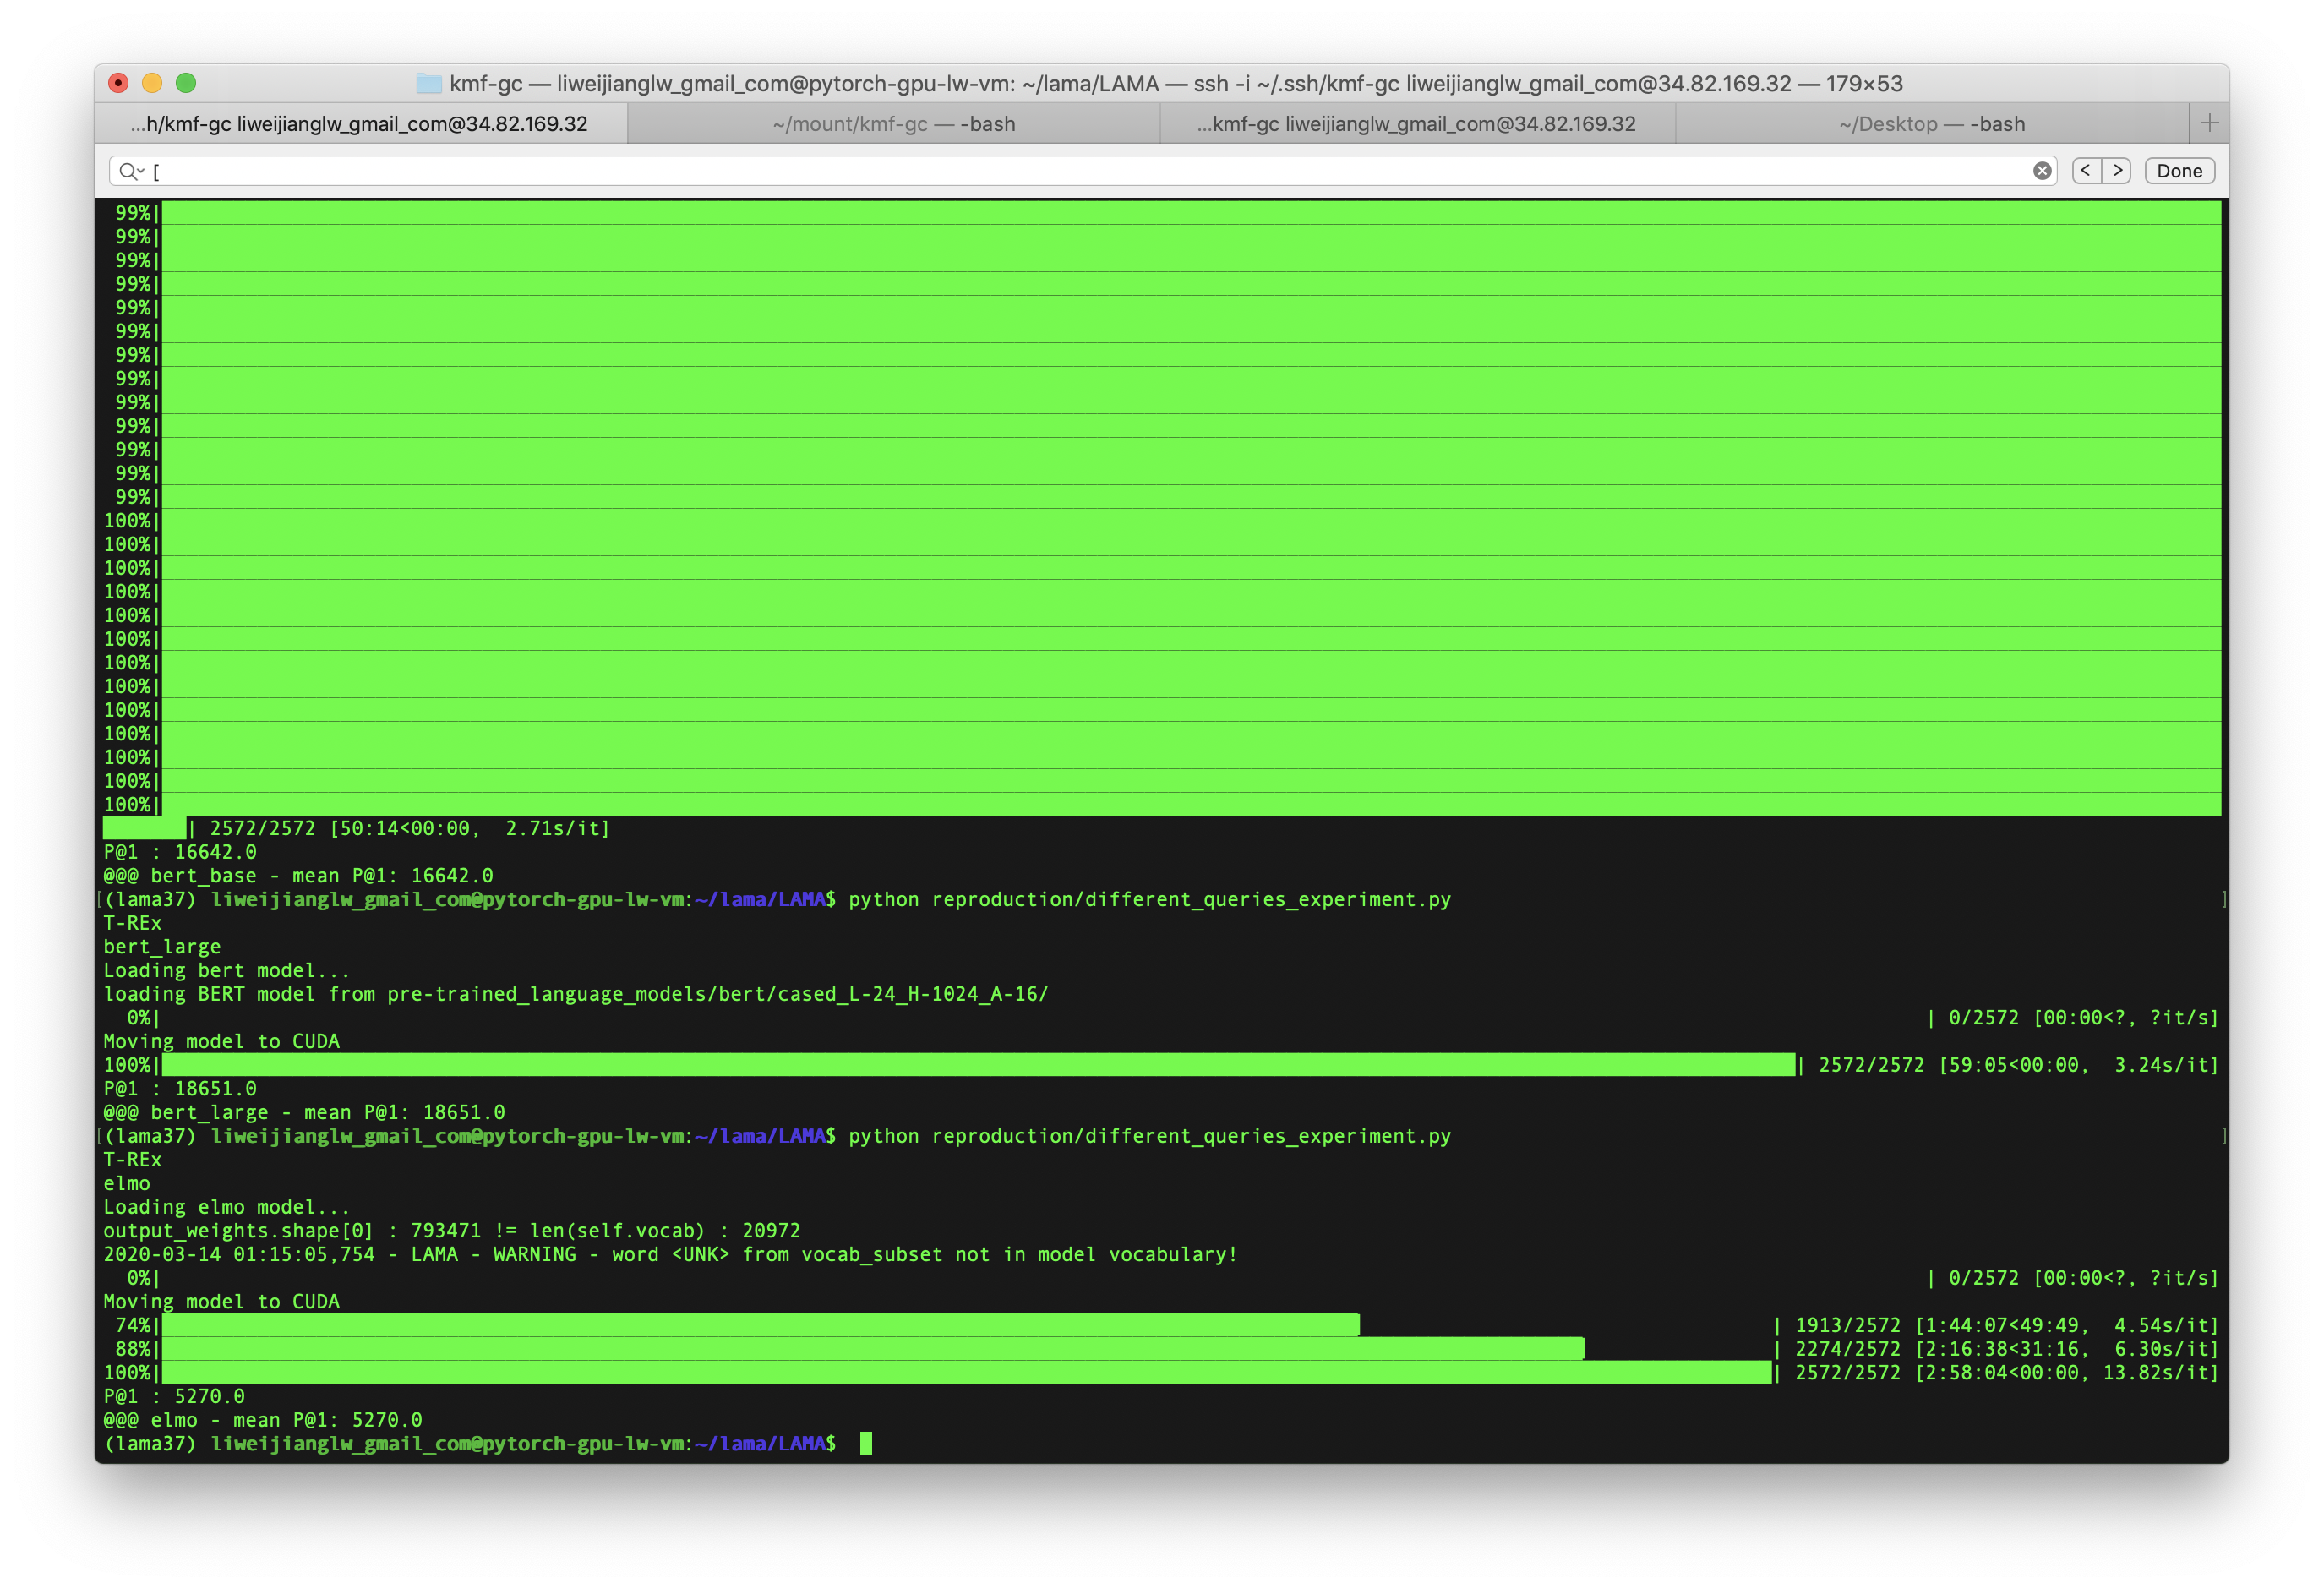 kmf-gc — liweijianglw_gmail_com@pytorch-gpu-lw-vm: ~/lama/LAMA — ssh -i ~/.ssh/kmf-gc liweijianglw_gmail_com@34.82.169.32 — 179×53
...h/kmf-gc liweijianglw_gmail_com@34.82.169.32
~/mount/kmf-gc — -bash
...kmf-gc liweijianglw_gmail_com@34.82.169.32
~/Desktop — -bash
[
Done
99%|
99%|
99%|
99%|
99%|
99%|
99%|
99%|
99%|
99%|
99%|
99%|
99%|
100%|
100%|
100%|
100%|
100%|
100%|
100%|
100%|
100%|
100%|
100%|
100%|
100%|
| 2572/2572 [50:14<00:00,  2.71s/it]
P@1 : 16642.0
@@@ bert_base - mean P@1: 16642.0
[(lama37) liweijianglw_gmail_com@pytorch-gpu-lw-vm:~/lama/LAMA$ python reproduction/different_queries_experiment.py ]
T-REx
bert_large
Loading bert model...
loading BERT model from pre-trained_language_models/bert/cased_L-24_H-1024_A-16/
0%| | 0/2572 [00:00<?, ?it/s]
Moving model to CUDA
100%| | 2572/2572 [59:05<00:00,  3.24s/it]
P@1 : 18651.0
@@@ bert_large - mean P@1: 18651.0
[(lama37) liweijianglw_gmail_com@pytorch-gpu-lw-vm:~/lama/LAMA$ python reproduction/different_queries_experiment.py ]
T-REx
elmo
Loading elmo model...
output_weights.shape[0] : 793471 != len(self.vocab) : 20972
2020-03-14 01:15:05,754 - LAMA - WARNING - word <UNK> from vocab_subset not in model vocabulary!
0%| | 0/2572 [00:00<?, ?it/s]
Moving model to CUDA
74%| | 1913/2572 [1:44:07<49:49,  4.54s/it]
88%| | 2274/2572 [2:16:38<31:16,  6.30s/it]
100%| | 2572/2572 [2:58:04<00:00, 13.82s/it]
P@1 : 5270.0
@@@ elmo - mean P@1: 5270.0
(lama37) liweijianglw_gmail_com@pytorch-gpu-lw-vm:~/lama/LAMA$